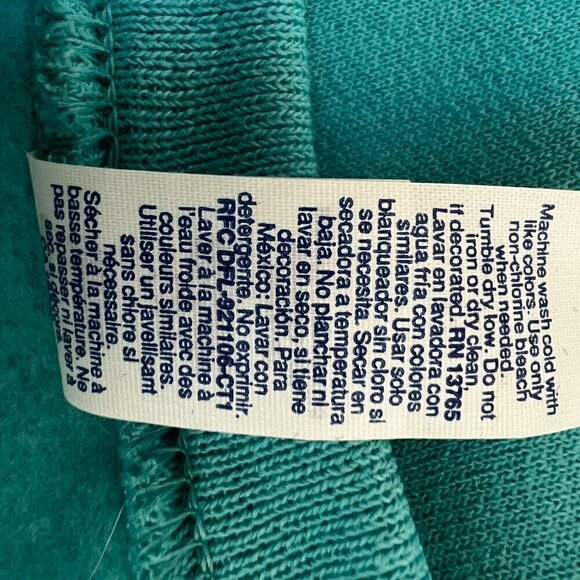 Machine wash cold with
like colors. Use only
non-chlorine bleach
when needed.
Tumble dry low. Do not
iron or dry clean,
if decorated. RN 13765
Lavar en lavadora con
agua fría con colores
similares. Usar solo
blanqueador sin cloro si
se necesita. Secar en
secadora a temperatura
baja. No planchar ni
lavar en seco, si tiene
decoración. Para
México: Lavar con
detergente. No exprimir.
RFC DFL-921106-CT1
Laver à la machine à
l'eau froide avec des
couleurs similaires.
Utiliser un javellisant
sans chlore si
nécessaire.
Sécher à la machine à
basse température. Ne
pas repasser ni laver à
sec, si décoré.